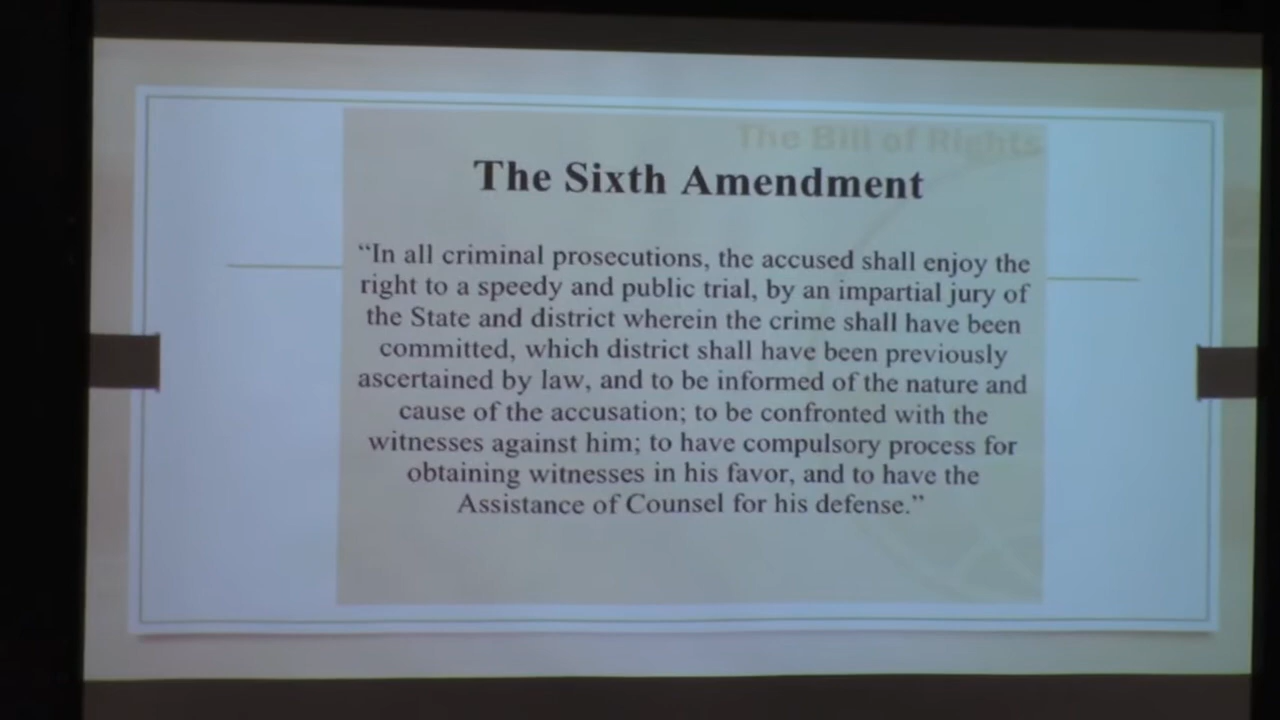 The Bill of Rights
The Sixth Amendment
“In all criminal prosecutions, the accused shall enjoy the
right to a speedy and public trial, by an impartial jury of
the State and district wherein the crime shall have been
committed, which district shall have been previously
ascertained by law, and to be informed of the nature and
cause of the accusation; to be confronted with the
witnesses against him; to have compulsory process for
obtaining witnesses in his favor, and to have the
Assistance of Counsel for his defense.”